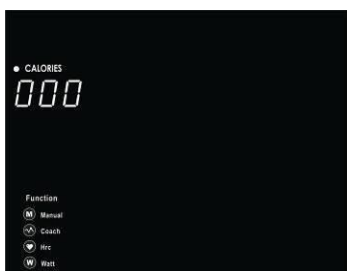 CALORIES
000
Function
M Manual
Coach
Hrc
W Watt